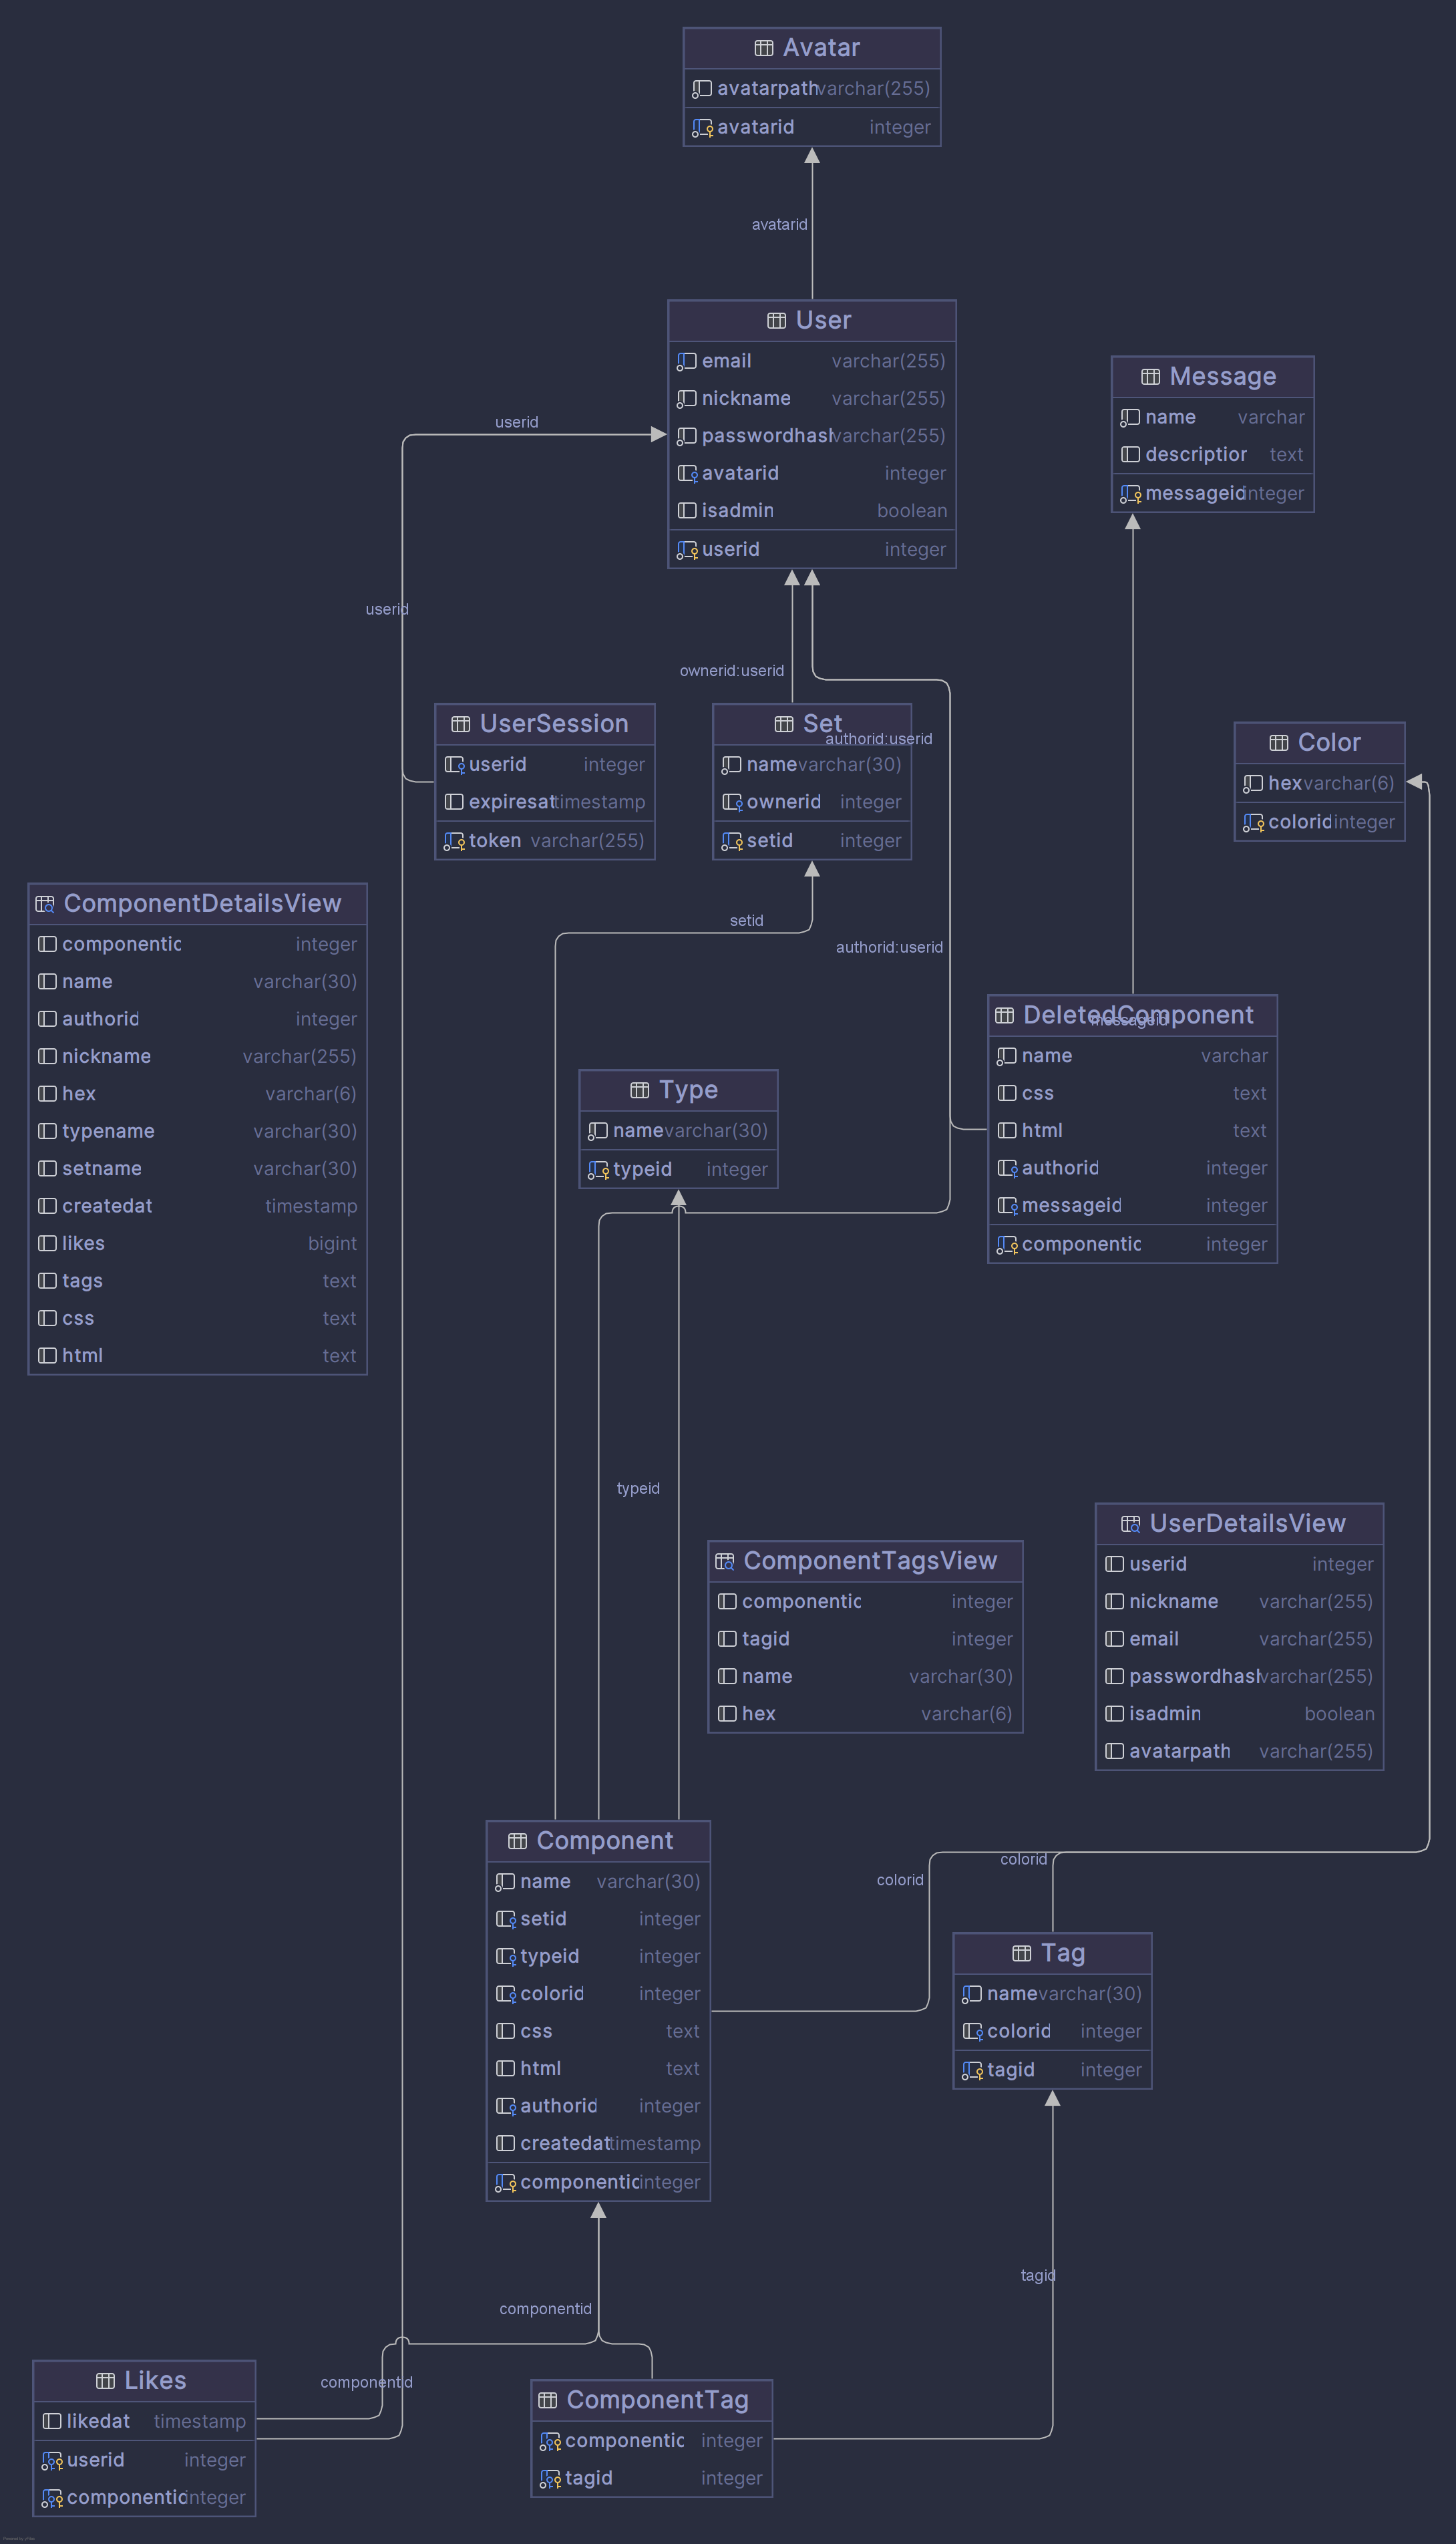 Avatar
avatarpath varchar(255)
avatarid integer
avatarid
User
email varchar(255)
nickname varchar(255)
passwordhash varchar(255)
avatarid integer
isadmin boolean
userid integer
Message
name varchar
description text
messageid integer
userid
userid
ownerid:userid
UserSession
userid integer
expiresat timestamp
token varchar(255)
Set
authorid:userid
name varchar(30)
ownerid integer
setid integer
Color
hex varchar(6)
colorid integer
setid
authorid:userid
ComponentDetailsView
componentic integer
name varchar(30)
authorid integer
nickname varchar(255)
hex varchar(6)
typename varchar(30)
setname varchar(30)
createdat timestamp
likes bigint
tags text
css text
html text
DeletedComponent
messageid
name varchar
css text
html text
authorid integer
messageid integer
componentic integer
Type
name varchar(30)
typeid integer
typeid
ComponentTagsView
componentic integer
tagid integer
name varchar(30)
hex varchar(6)
UserDetailsView
userid integer
nickname varchar(255)
email varchar(255)
passwordhash varchar(255)
isadmin boolean
avatarpath varchar(255)
Component
name varchar(30)
setid integer
typeid integer
colorid integer
css text
html text
authorid integer
createdat timestamp
componentic integer
colorid
colorid
Tag
name varchar(30)
colorid integer
tagid integer
tagid
componentid
componentid
Likes
likedat timestamp
userid integer
componentic integer
ComponentTag
componentic integer
tagid integer